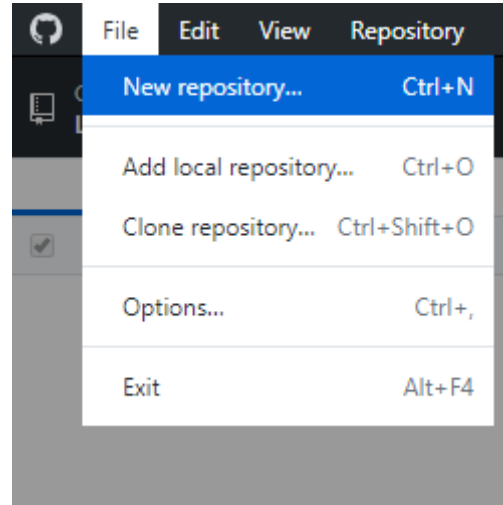 File Edit View Repository
New repository... Ctrl+N
Add local repository... Ctrl+O
Clone repository... Ctrl+Shift+O
Options... Ctrl+,
Exit Alt+F4